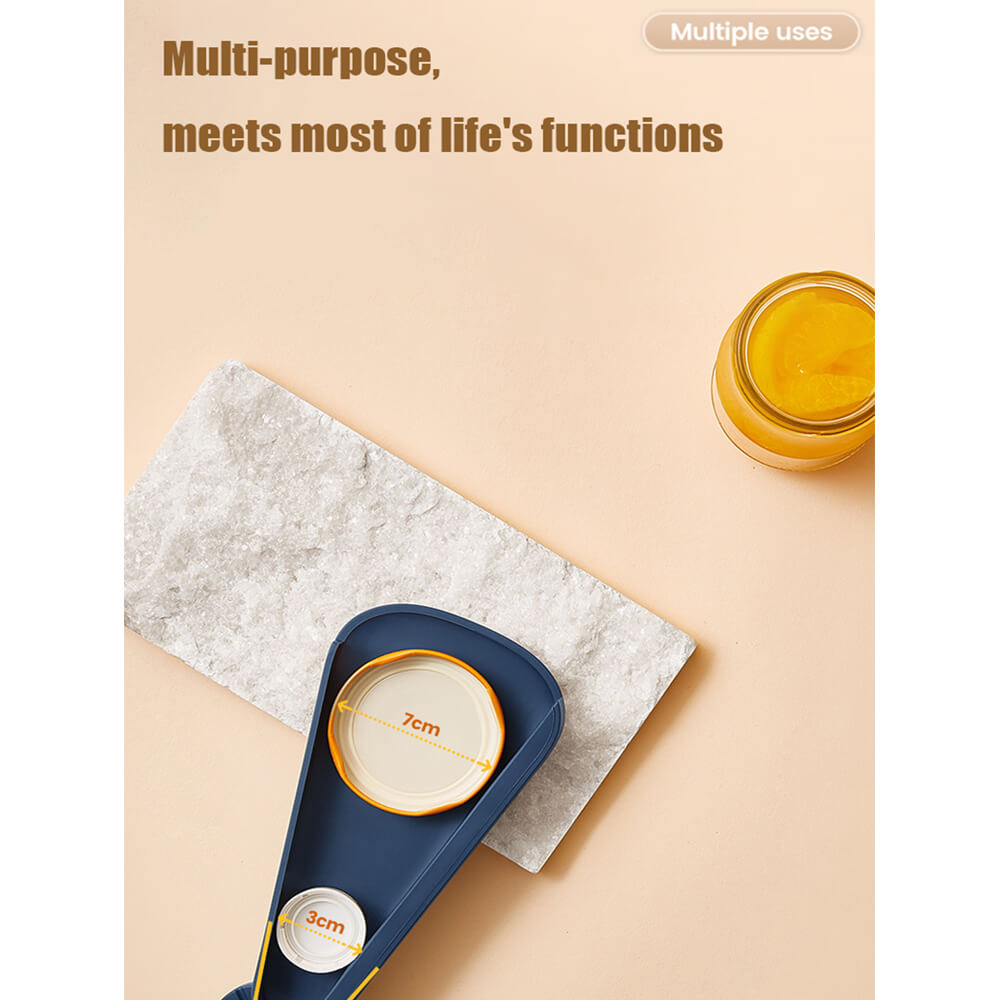 Multiple uses
Multi-purpose,
meets most of life's functions
7cm
3cm